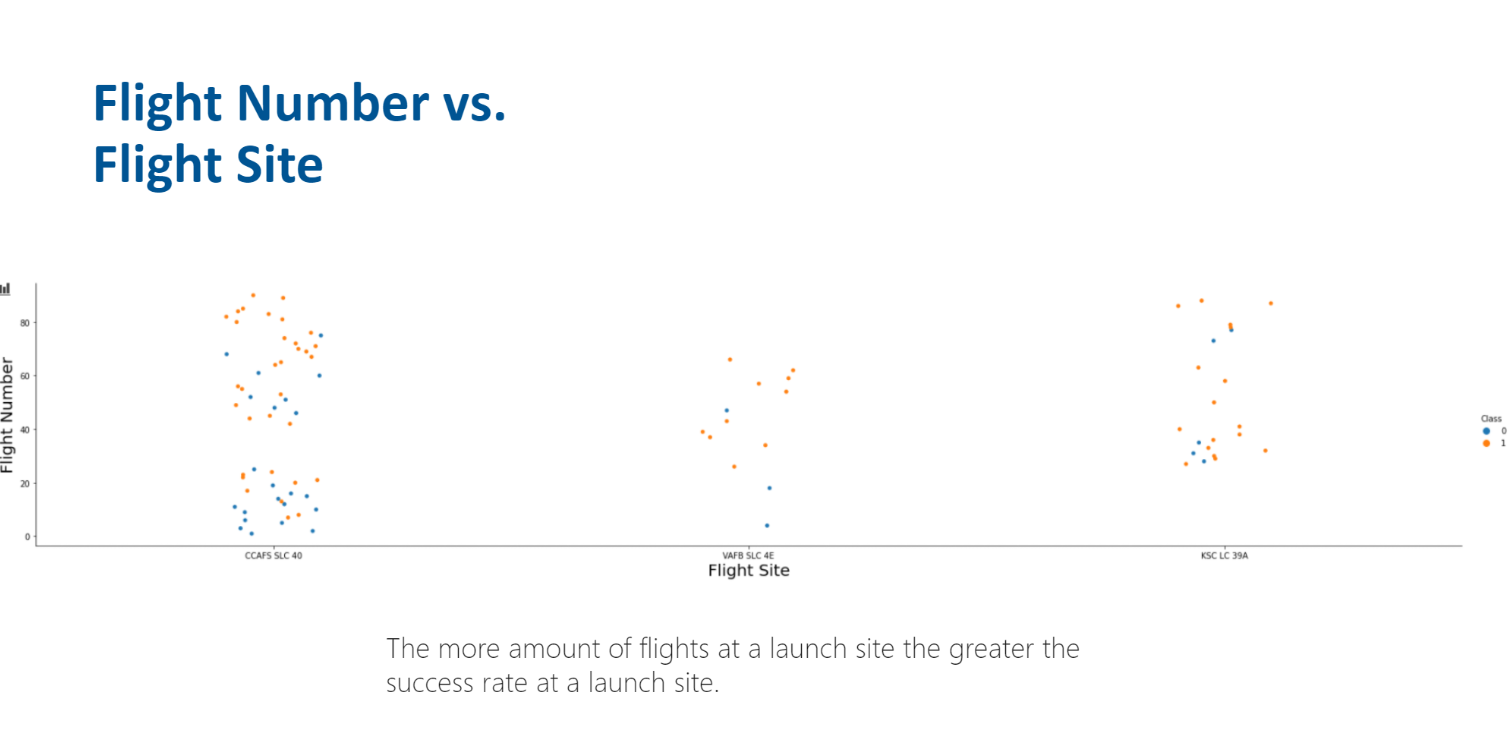 Flight Number vs.
Flight Site
80
60
40
20
0
Flight Number
CCAFS SLC 40
VAFB SLC 4E
KSC LC 39A
Flight Site
Class
0
1
The more amount of flights at a launch site the greater the
success rate at a launch site.